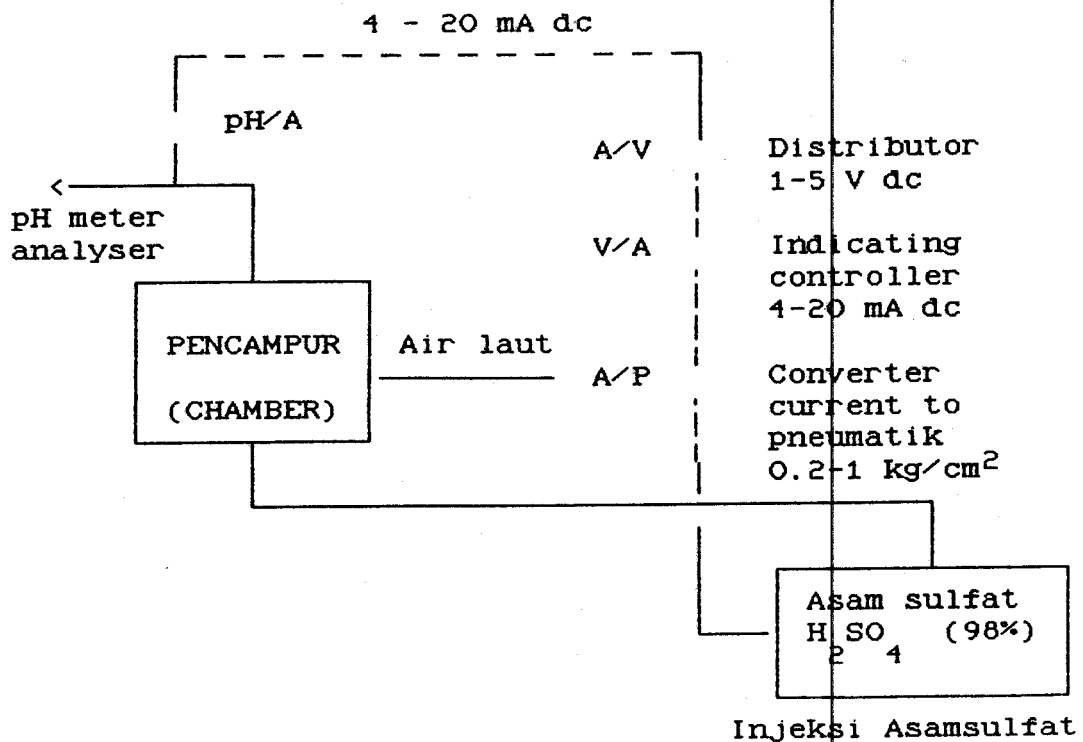 4 - 20 mA dc
pH/A
A/V
Distributor
1-5 V dc
pH meter
analyser
V/A
Indicating
controller
4-20 mA dc
PENCAMPUR
(CHAMBER)
Air laut
A/P
Converter
current to
pneumatik
0.2-1 kg/cm²
Asam sulfat
H₂SO₄ (98%)
Injeksi Asamsulfat